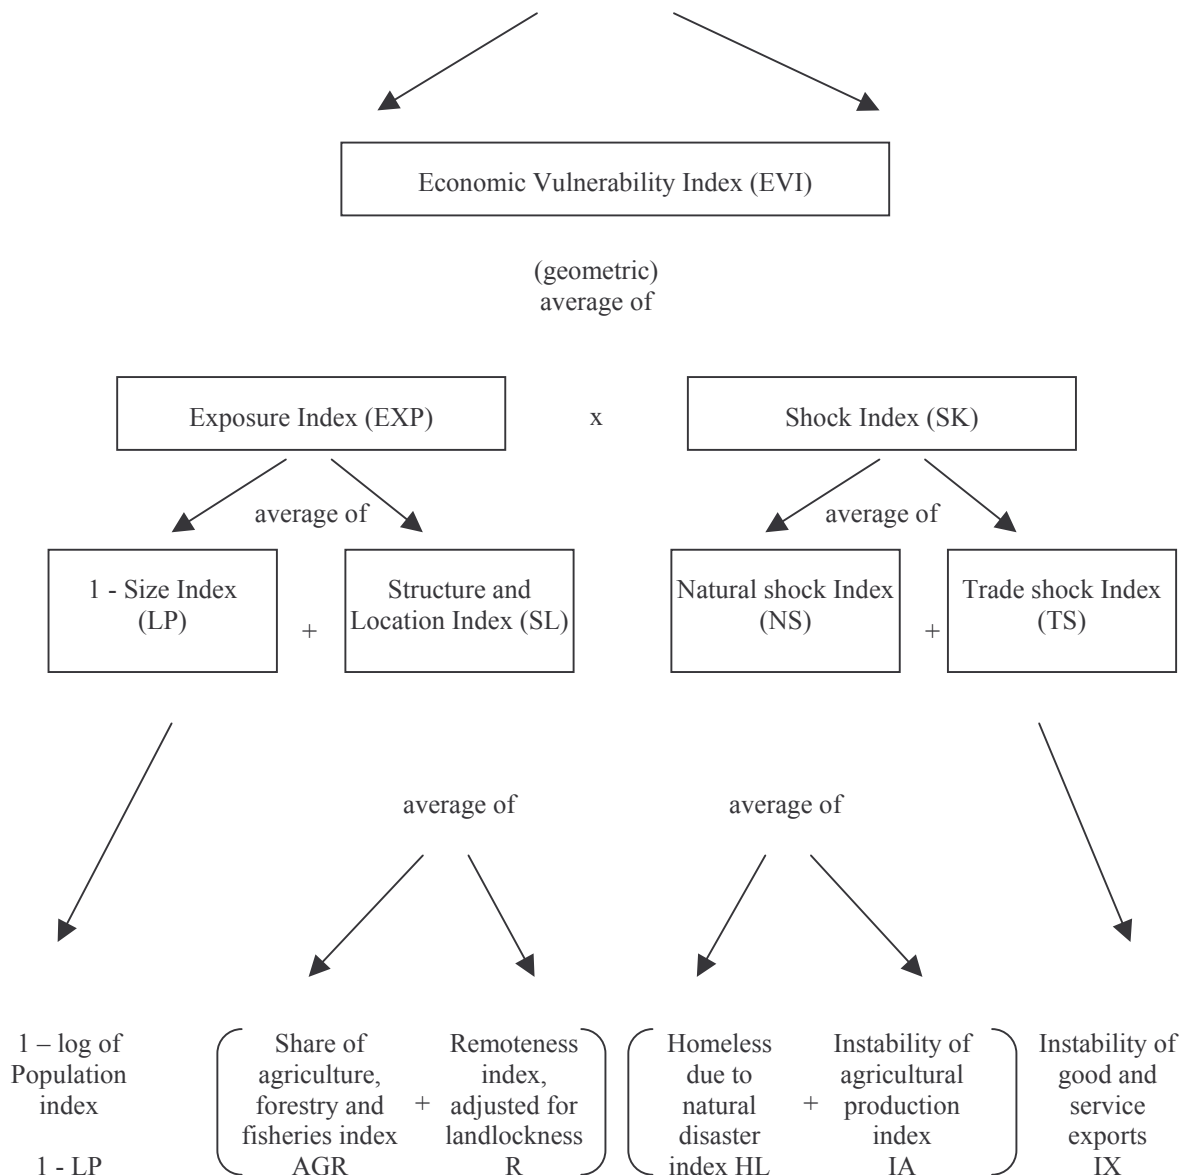 Economic Vulnerability Index (EVI)
(geometric)
average of
Exposure Index (EXP)
x
Shock Index (SK)
average of
average of
1 - Size Index
(LP)
+
Structure and
Location Index (SL)
Natural shock Index
(NS)
+
Trade shock Index
(TS)
average of
average of
1 – log of
Population
index
1 - LP
Share of
agriculture,
forestry and
fisheries index
AGR
+
Remoteness
index,
adjusted for
landlockness
R
Homeless
due to
natural
disaster
index HL
+
Instability of
agricultural
production
index
IA
Instability of
good and
service
exports
IX